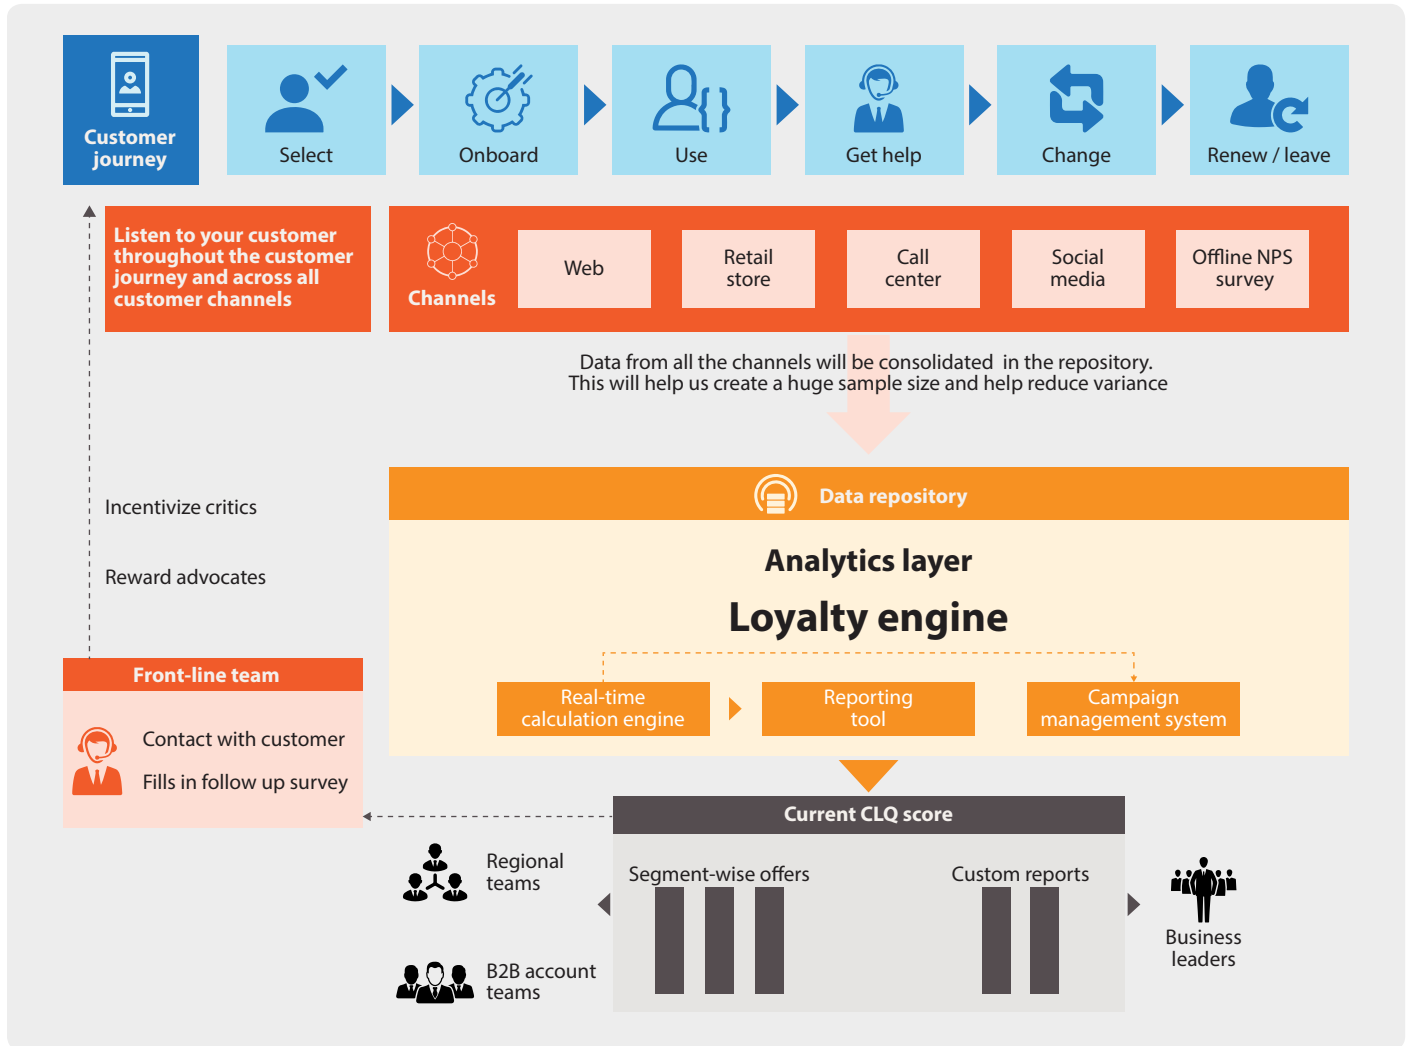 Customer
journey
Select
Onboard
Use
Get help
Change
Renew / leave
Listen to your customer
throughout the customer
journey and across all
customer channels
Channels
Web
Retail
store
Call
center
Social
media
Offline NPS
survey
Data from all the channels will be consolidated in the repository.
This will help us create a huge sample size and help reduce variance
Data repository
Analytics layer
Loyalty engine
Real-time
calculation engine
Reporting
tool
Campaign
management system
Incentivize critics
Reward advocates
Front-line team
Contact with customer
Fills in follow up survey
Current CLQ score
Segment-wise offers
Custom reports
Regional
teams
B2B account
teams
Business
leaders